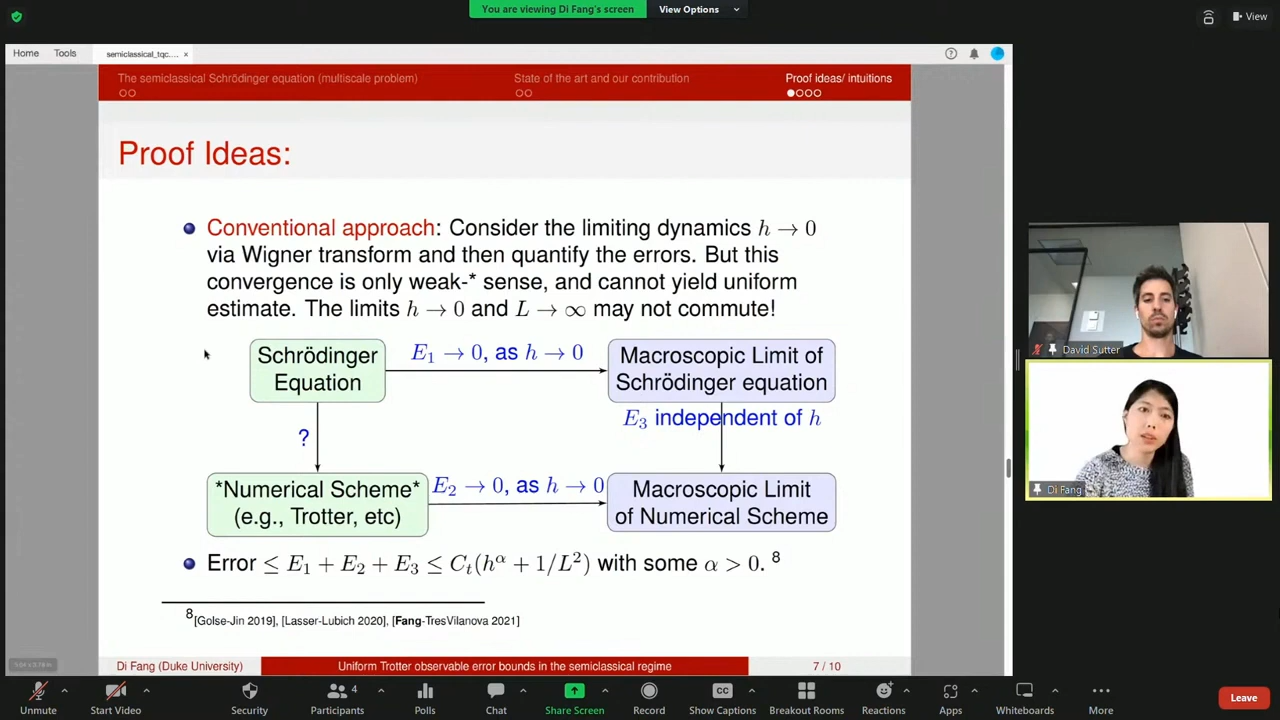 You are viewing Di Fang's screen
View Options
View
Home Tools semiclassical_tqc.... ×
The semiclassical Schrödinger equation (multiscale problem)
State of the art and our contribution
Proof ideas/ intuitions
Proof Ideas:
Conventional approach: Consider the limiting dynamics h → 0
via Wigner transform and then quantify the errors. But this
convergence is only weak-* sense, and cannot yield uniform
estimate. The limits h → 0 and L → ∞ may not commute!
Schrödinger
Equation
E₁ → 0, as h → 0
Macroscopic Limit of
Schrödinger equation
?
E₃ independent of h
*Numerical Scheme*
(e.g., Trotter, etc)
E₂ → 0, as h → 0
Macroscopic Limit
of Numerical Scheme
Error ≤ E₁ + E₂ + E₃ ≤ Cₜ(hᵅ + 1/L²) with some α > 0. ⁸
⁸[Golse-Jin 2019], [Lasser-Lubich 2020], [Fang-TresVilanova 2021]
Di Fang (Duke University)
Uniform Trotter observable error bounds in the semiclassical regime
7 / 10
David Sutter
Di Fang
Unmute
Start Video
Security
Participants
4
Polls
Chat
Share Screen
Record
CC
Show Captions
Breakout Rooms
Reactions
Apps
Whiteboards
More
Leave